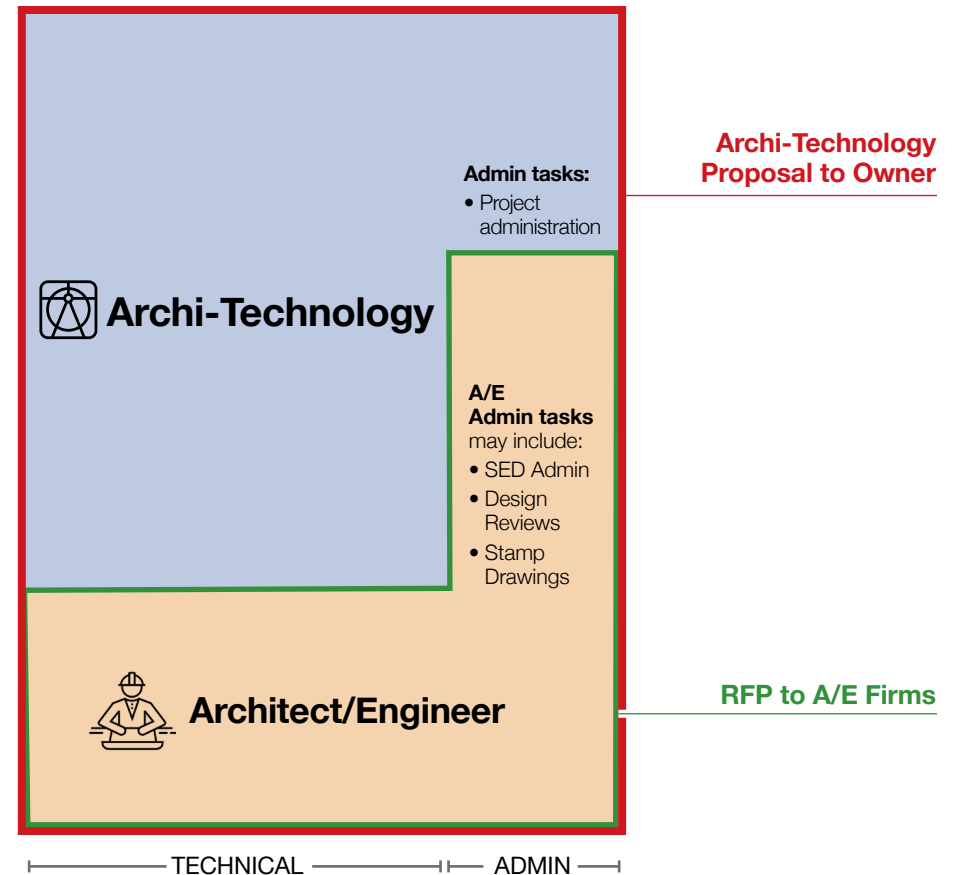 Archi-Technology
Proposal to Owner
Admin tasks:
• Project
administration
Archi-Technology
A/E
Admin tasks
may include:
• SED Admin
• Design
Reviews
• Stamp
Drawings
RFP to A/E Firms
Architect/Engineer
TECHNICAL
ADMIN